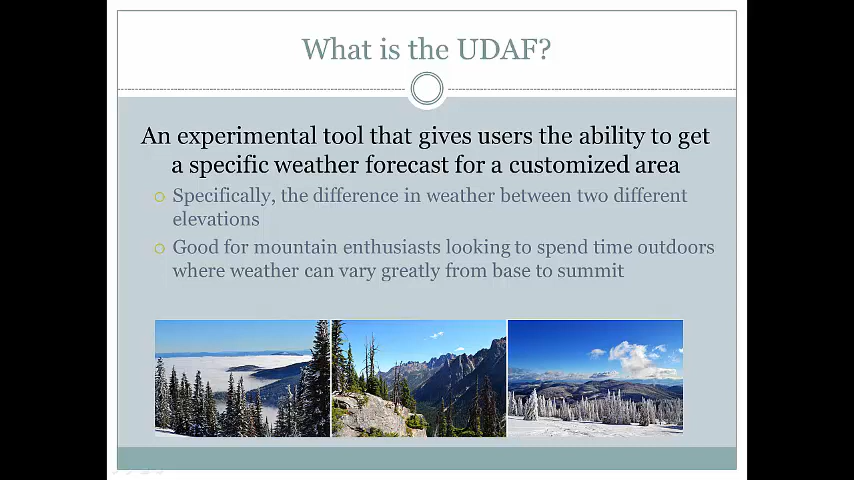 What is the UDAF?
An experimental tool that gives users the ability to get
a specific weather forecast for a customized area
Specifically, the difference in weather between two different
elevations
Good for mountain enthusiasts looking to spend time outdoors
where weather can vary greatly from base to summit